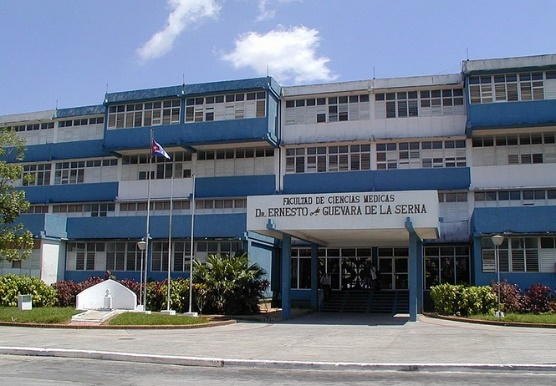 FACULTAD DE CIENCIAS MEDICAS
DR. ERNESTO CHE GUEVARA DE LA SERNA